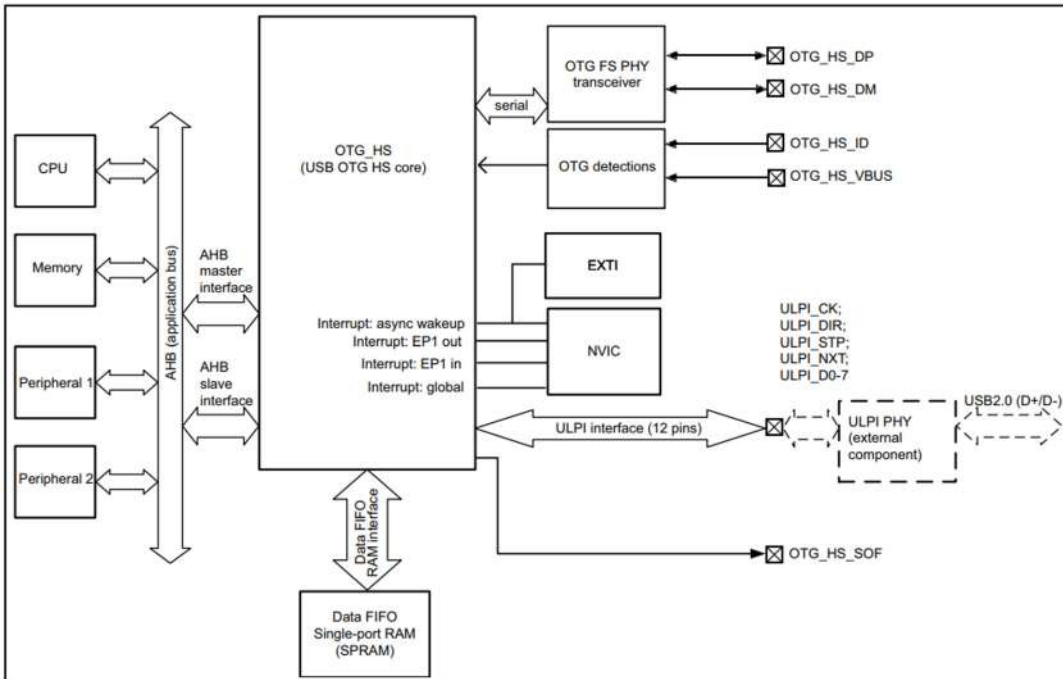 CPU
Memory
Peripheral 1
Peripheral 2
AHB (application bus)
AHB
master
interface
AHB
slave
interface
OTG_HS
(USB OTG HS core)
Interrupt: async wakeup
Interrupt: EP1 out
Interrupt: EP1 in
Interrupt: global
Data FIFO
RAM interface
Data FIFO
Single-port RAM
(SPRAM)
serial
OTG FS PHY
transceiver
OTG detections
EXTI
NVIC
OTG_HS_DP
OTG_HS_DM
OTG_HS_ID
OTG_HS_VBUS
ULPI_CK;
ULPI_DIR;
ULPI_STP;
ULPI_NXT;
ULPI_D0-7
ULPI interface (12 pins)
ULPI PHY
(external
component)
USB2.0 (D+/D-)
OTG_HS_SOF